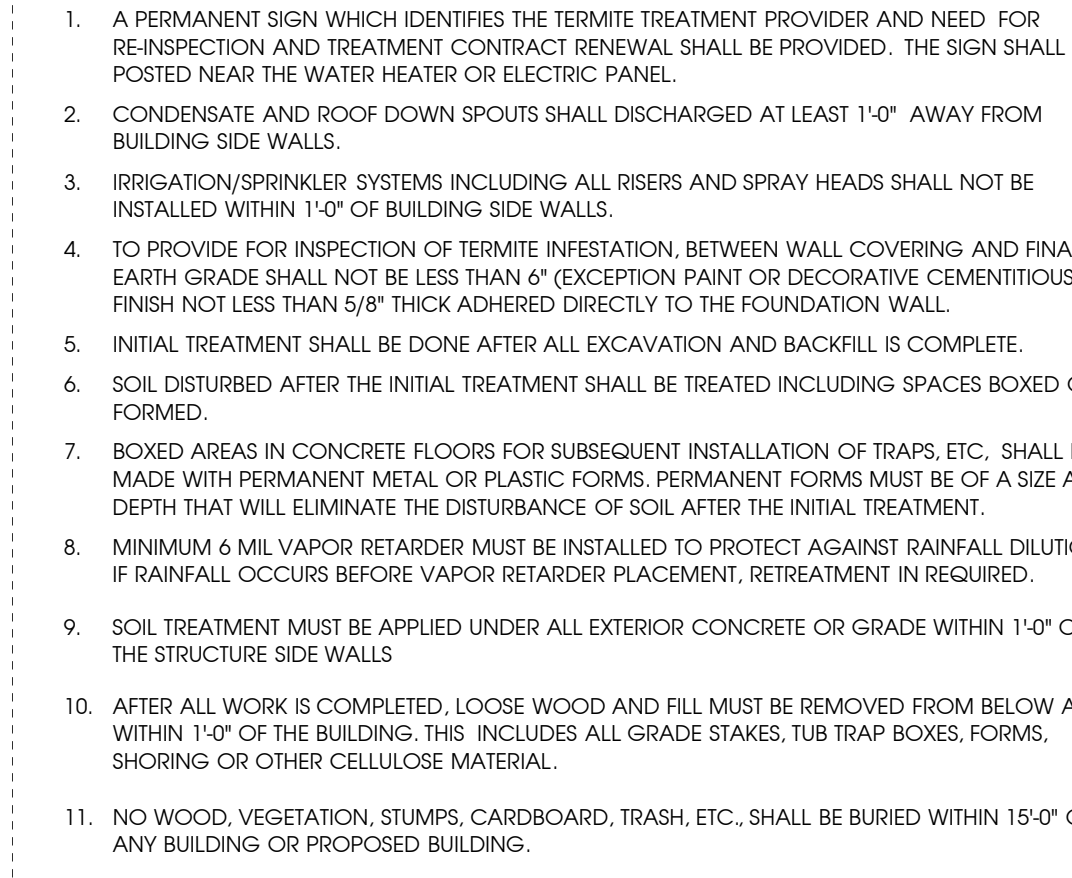 1. A PERMANENT SIGN WHICH IDENTIFIES THE TERMITE TREATMENT PROVIDER AND NEED FOR
RE-INSPECTION AND TREATMENT CONTRACT RENEWAL SHALL BE PROVIDED. THE SIGN SHALL
POSTED NEAR THE WATER HEATER OR ELECTRIC PANEL.
2. CONDENSATE AND ROOF DOWN SPOUTS SHALL DISCHARGED AT LEAST 1'-0" AWAY FROM
BUILDING SIDE WALLS.
3. IRRIGATION/SPRINKLER SYSTEMS INCLUDING ALL RISERS AND SPRAY HEADS SHALL NOT BE
INSTALLED WITHIN 1'-0" OF BUILDING SIDE WALLS.
4. TO PROVIDE FOR INSPECTION OF TERMITE INFESTATION, BETWEEN WALL COVERING AND FINA
EARTH GRADE SHALL NOT BE LESS THAN 6" (EXCEPTION PAINT OR DECORATIVE CEMENTITIOUS
FINISH NOT LESS THAN 5/8" THICK ADHERED DIRECTLY TO THE FOUNDATION WALL.
5. INITIAL TREATMENT SHALL BE DONE AFTER ALL EXCAVATION AND BACKFILL IS COMPLETE.
6. SOIL DISTURBED AFTER THE INITIAL TREATMENT SHALL BE TREATED INCLUDING SPACES BOXED
FORMED.
7. BOXED AREAS IN CONCRETE FLOORS FOR SUBSEQUENT INSTALLATION OF TRAPS, ETC, SHALL
MADE WITH PERMANENT METAL OR PLASTIC FORMS. PERMANENT FORMS MUST BE OF A SIZE
DEPTH THAT WILL ELIMINATE THE DISTURBANCE OF SOIL AFTER THE INITIAL TREATMENT.
8. MINIMUM 6 MIL VAPOR RETARDER MUST BE INSTALLED TO PROTECT AGAINST RAINFALL DILUTI
IF RAINFALL OCCURS BEFORE VAPOR RETARDER PLACEMENT, RETREATMENT IN REQUIRED.
9. SOIL TREATMENT MUST BE APPLIED UNDER ALL EXTERIOR CONCRETE OR GRADE WITHIN 1'-0"
THE STRUCTURE SIDE WALLS
10. AFTER ALL WORK IS COMPLETED, LOOSE WOOD AND FILL MUST BE REMOVED FROM BELOW
WITHIN 1'-0" OF THE BUILDING. THIS INCLUDES ALL GRADE STAKES, TUB TRAP BOXES, FORMS,
SHORING OR OTHER CELLULOSE MATERIAL.
11. NO WOOD, VEGETATION, STUMPS, CARDBOARD, TRASH, ETC., SHALL BE BURIED WITHIN 15'-0"
ANY BUILDING OR PROPOSED BUILDING.